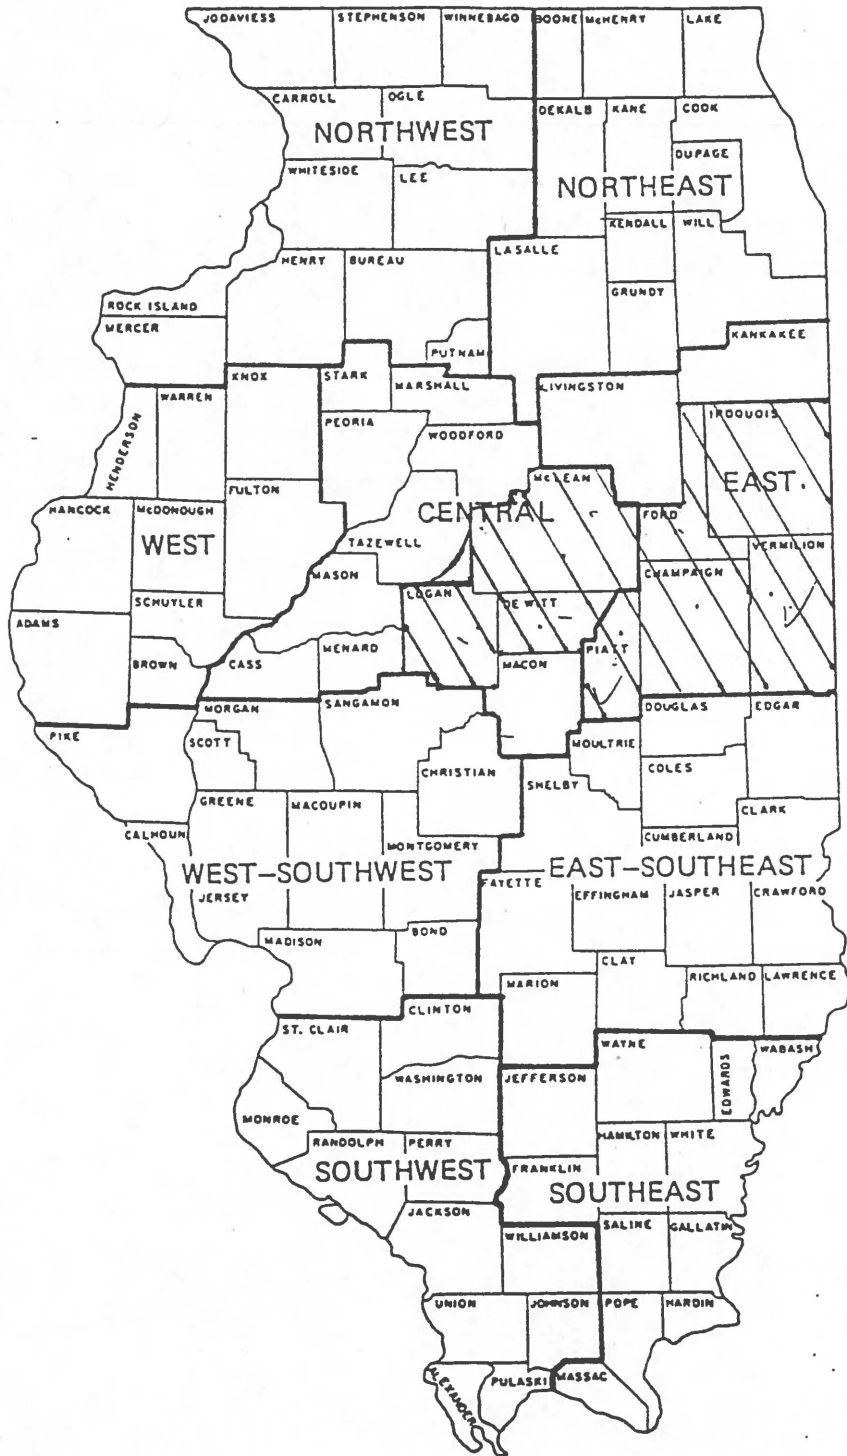 JODAVIESS STEPHENSON WINNEBAGO BOONE McHENRY LAKE
CARROLL OGLE DEKALB KANE COOK
NORTHWEST
DUPAGE
WHITESIDE LEE
NORTHEAST
KENDALL WILL
LASALLE
HENRY BUREAU
GRUNDY
ROCK ISLAND
MERCER
KANKAKEE
PUTNAM
KNOX STARK
MARSHALL LIVINGSTON
WARREN
IROQUOIS
PEORIA
WOODFORD
HENDERSON
McLEAN
EAST
FULTON
HANCOCK McDONOUGH
CENTRAL
FORD
WEST
TAZEWELL
VERMILION
MASON
CHAMPAIGN
LOGAN
SCHUYLER
DEWITT
ADAMS
MENARD
PIATT
BROWN CASS
MACON
MORGAN SANGAMON
DOUGLAS EDGAR
PIKE
SCOTT
MOULTRIE
CHRISTIAN
COLES
SHELBY
GREENE MACOUPIN
CLARK
CALHOUN
CUMBERLAND
MONTGOMERY
WEST-SOUTHWEST EAST-SOUTHEAST
FAYETTE
JERSEY
EFFINGHAM JASPER CRAWFORD
BOND
MADISON
CLAY
RICHLAND LAWRENCE
MARION
CLINTON
ST. CLAIR
WAYNE
WABASH
WASHINGTON JEFFERSON
EDWARDS
MONROE
RANDOLPH PERRY
HAMILTON WHITE
SOUTHWEST
FRANKLIN
SOUTHEAST
JACKSON
WILLIAMSON
SALINE GALLATIN
UNION JOHNSON POPE HARDIN
PULASKI MASSAC
ALEXANDER